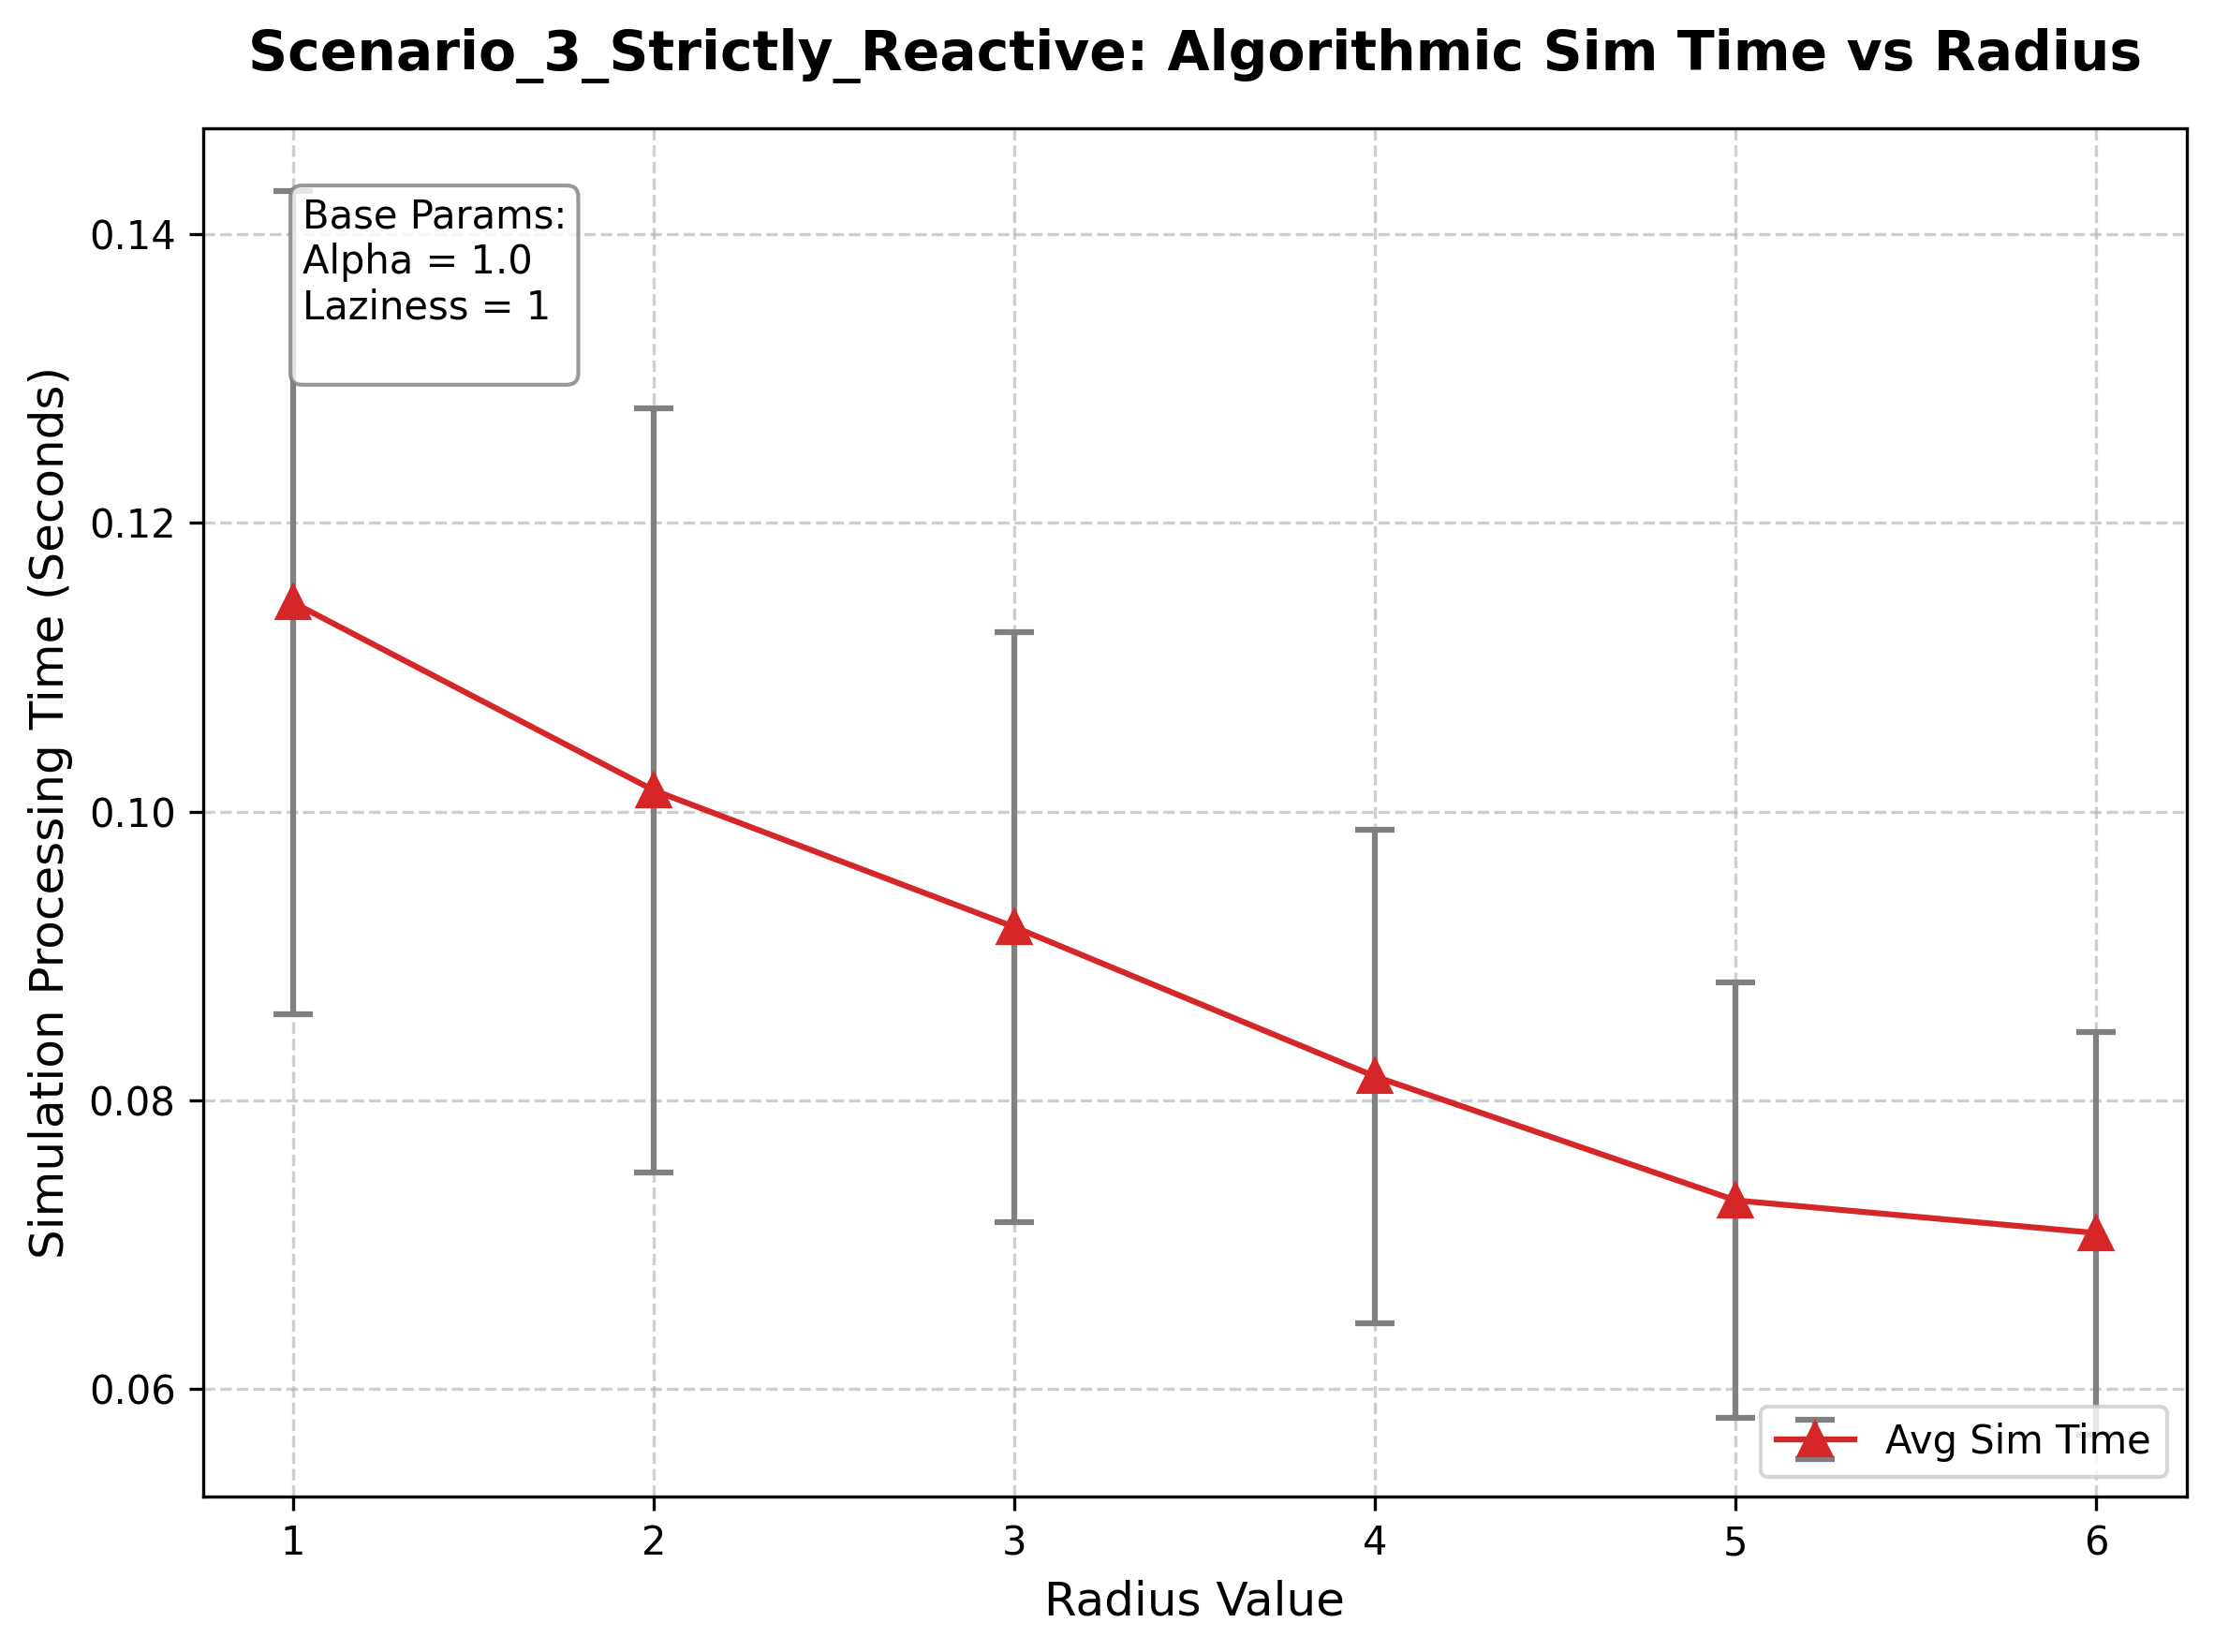 Scenario_3_Strictly_Reactive: Algorithmic Sim Time vs Radius
Simulation Processing Time (Seconds)
0.14
0.12
0.10
0.08
0.06
Base Params:
Alpha = 1.0
Laziness = 1
Avg Sim Time
1 2 3 4 5 6
Radius Value